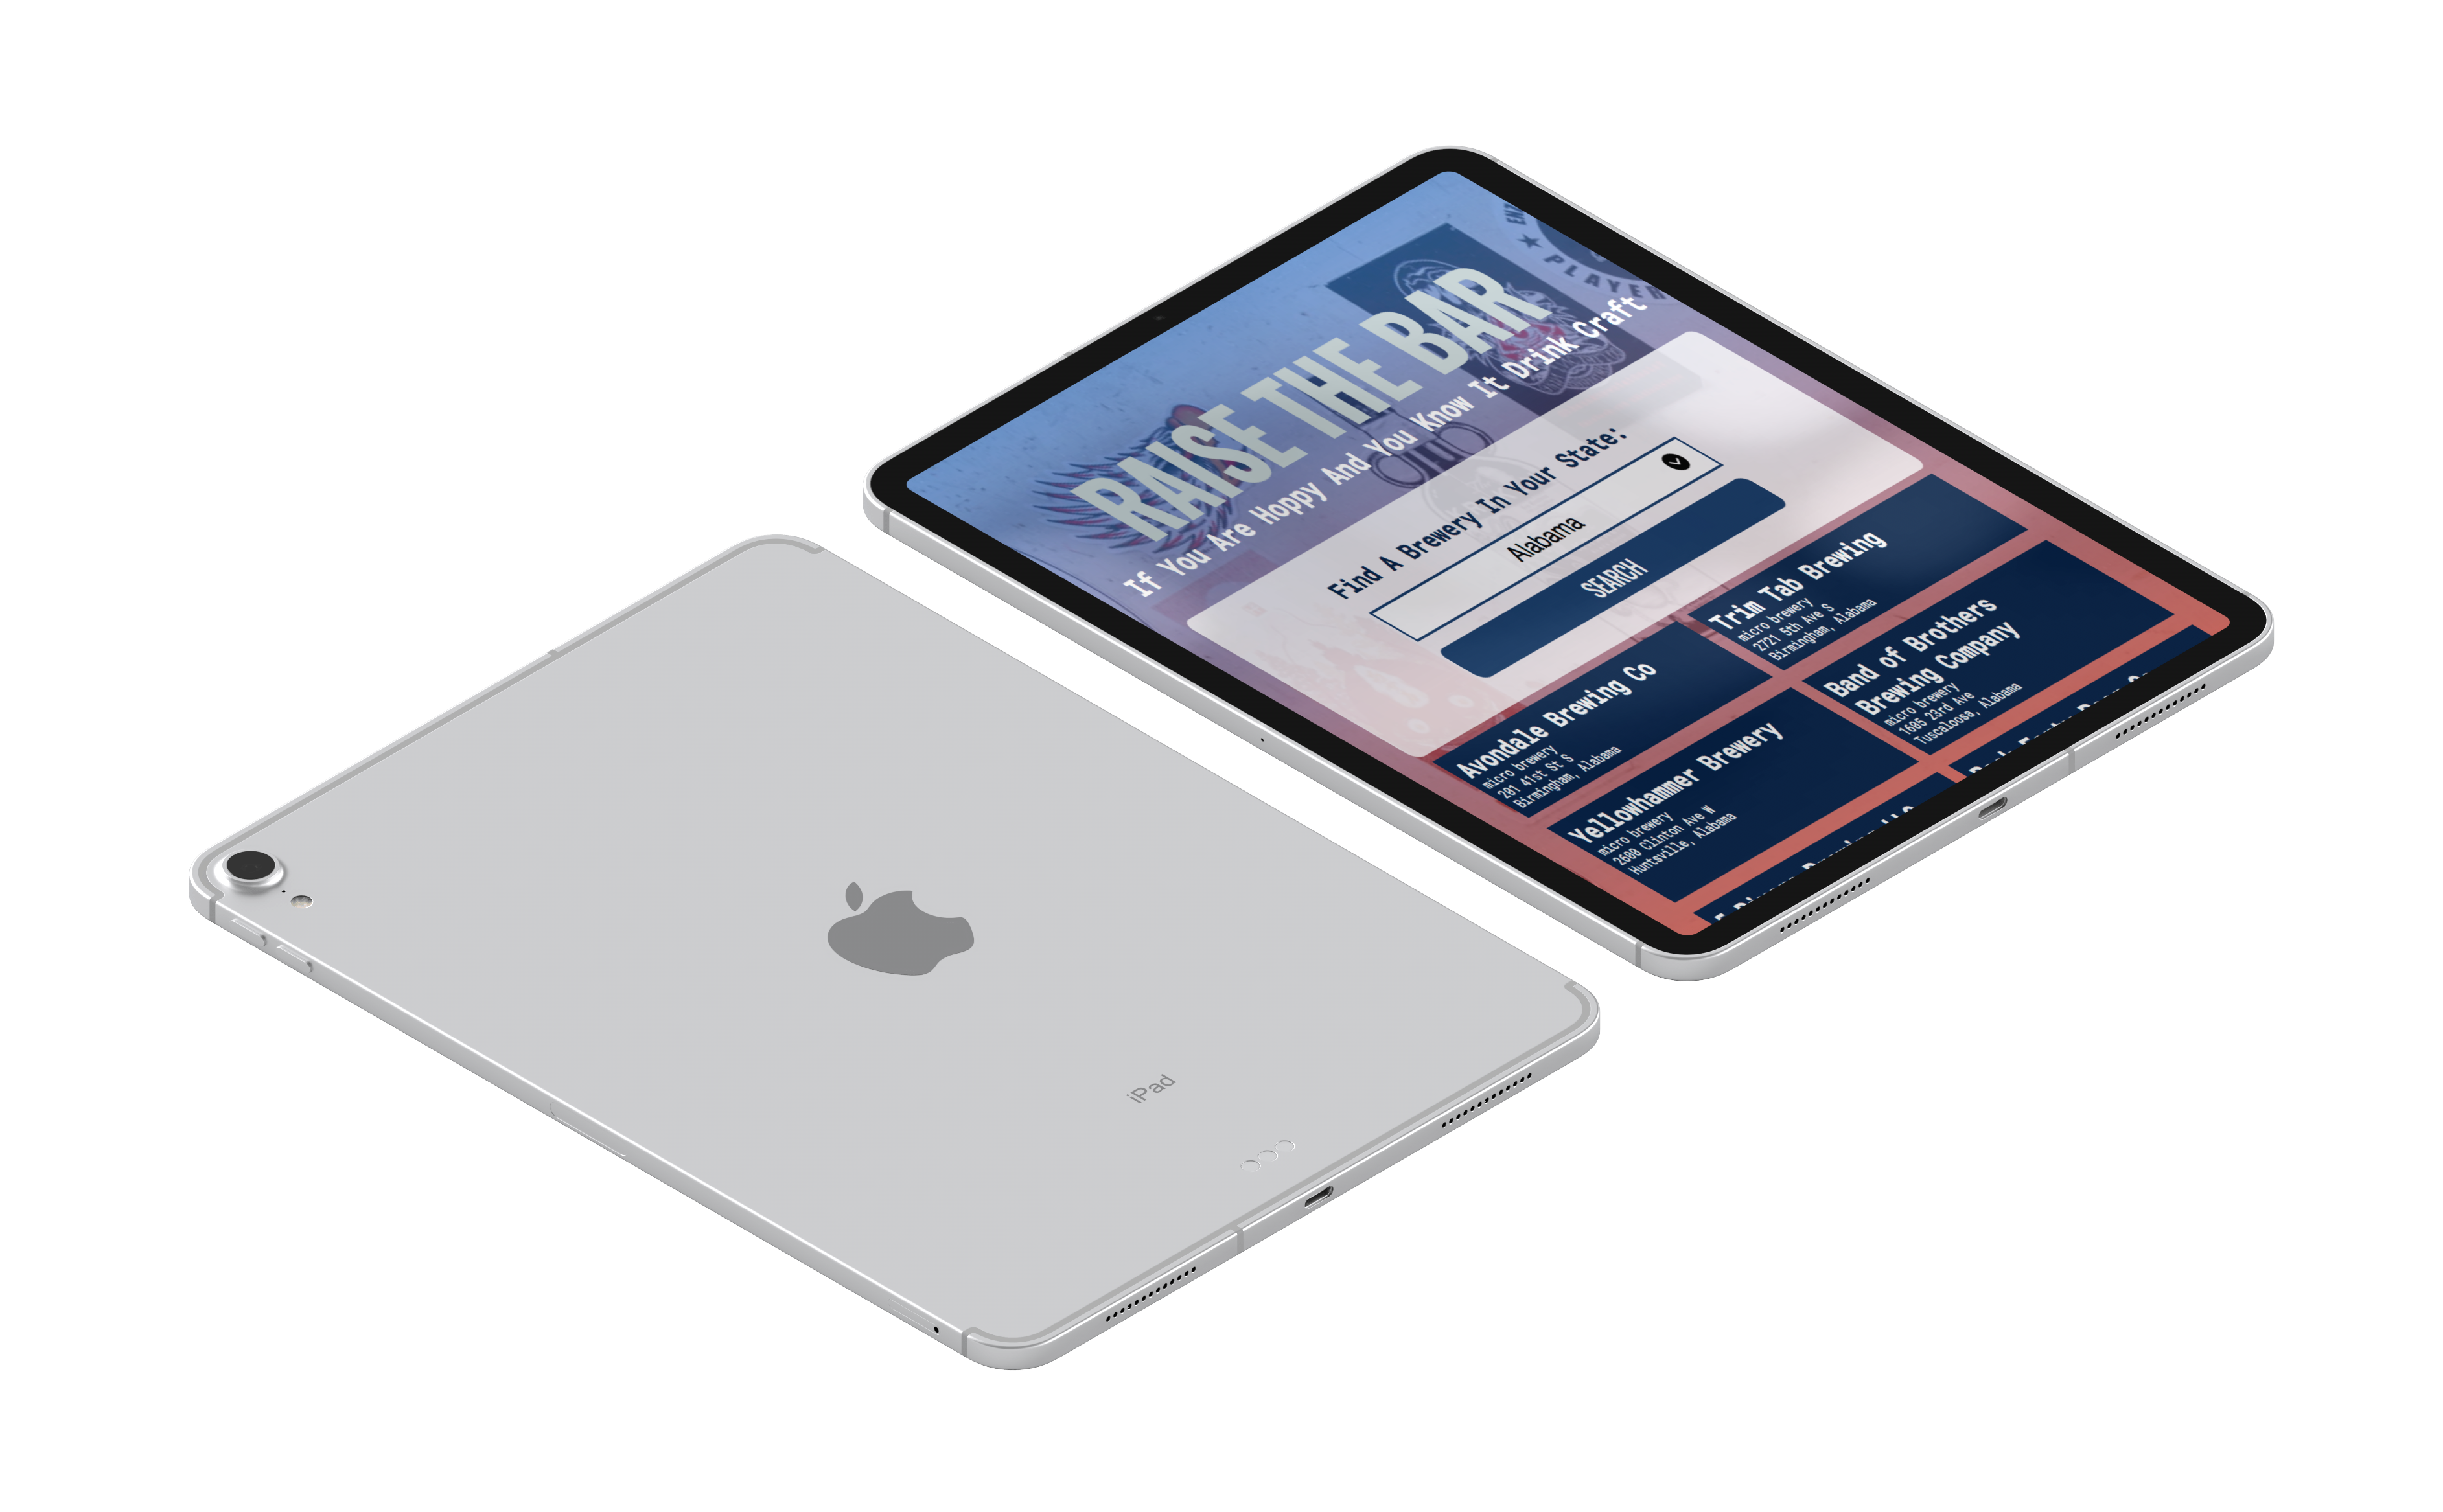 RAISE THE BAR
If You Are Hoppy And You Know It Drink Craft
PLAYER
Find A Brewery In Your State:
Alabama
SEARCH
Avondale Brewing Co
micro brewery
201 41st St S
Birmingham, Alabama
Trim Tab Brewing
micro brewery
2721 5th Ave S
Birmingham, Alabama
Yellowhammer Brewery
micro brewery
2600 Clinton Ave W
Huntsville, Alabama
Band of Brothers
Brewing Company
micro brewery
1605 23rd Ave
Tuscaloosa, Alabama
iPad